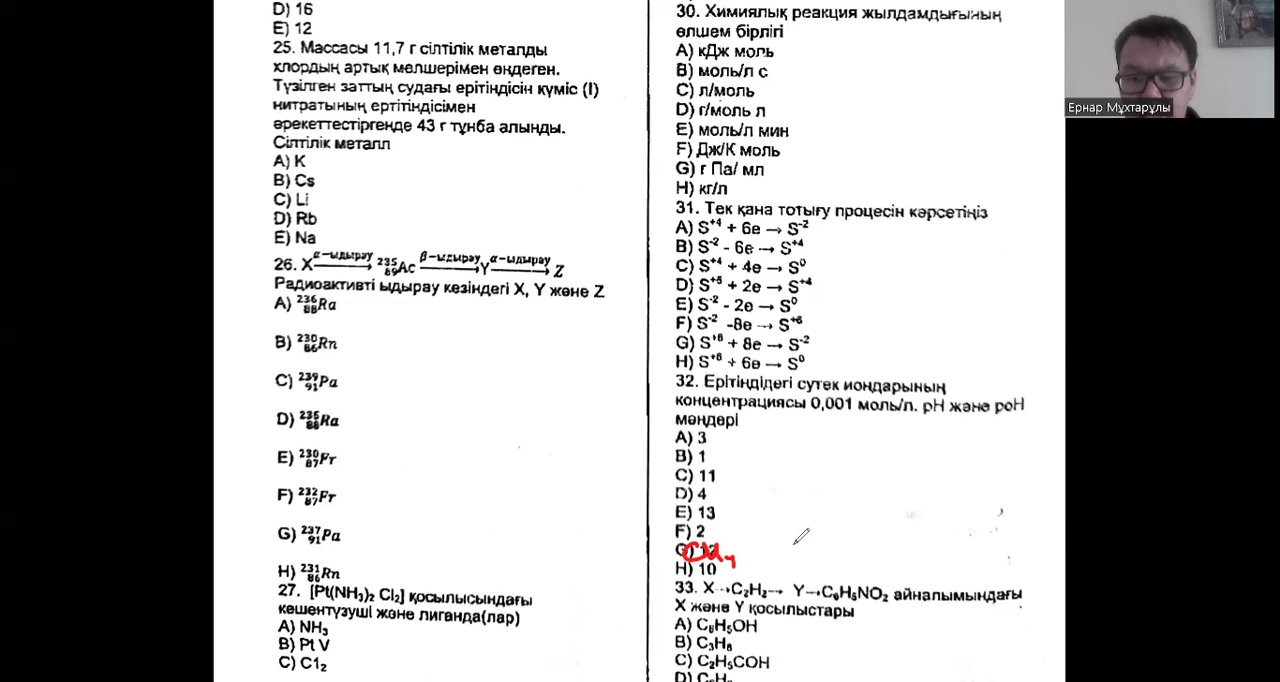 D) 16
E) 12
25. Массасы 11,7 г сілтілік металды
хлордың артық мөлшерімен өңдеген.
Түзілген заттың судағы ерітіндісін күміс (I)
нитратының ертітіндісімен
әрекеттестіргенде 43 г тұнба алынды.
Сілтілік металл
A) K
B) Cs
C) Li
D) Rb
E) Na
26. X α-ыдырау → ²³⁵₈₉Ac β-ыдырау → Y α-ыдырау → Z
Радиоактивті ыдырау кезіндегі X, Y және Z
A) ²³⁶₈₈Ra
B) ²³⁰₈₆Rn
C) ²³⁹₉₁Pa
D) ²³⁵₈₈Ra
E) ²³⁰₈₇Fr
F) ²³²₈₇Fr
G) ²³⁷₉₁Pa
H) ²³¹₈₆Rn
27. [Pt(NH₃)₂ Cl₂] қосылысындағы
кешентүзуші және лиганда(лар)
A) NH₃
B) Pt V
C) C1₂
30. Химиялық реакция жылдамдығының
өлшем бірлігі
A) кДж моль
B) моль/л с
C) л/моль
D) г/моль л
E) моль/л мин
F) Дж/К моль
G) г Па/ мл
H) кг/л
31. Тек қана тотығу процесін көрсетіңіз
A) S⁺⁴ + 6e → S⁻²
B) S⁻² - 6e → S⁺⁴
C) S⁺⁴ + 4e → S⁰
D) S⁺⁶ + 2e → S⁺⁴
E) S⁻² - 2e → S⁰
F) S⁻² -8e → S⁺⁶
G) S⁺⁶ + 8e → S⁻²
H) S⁺⁶ + 6e → S⁰
32. Ерітіндідегі сутек иондарының
концентрациясы 0,001 моль/л. pH және pоH
мәндері
A) 3
B) 1
C) 11
D) 4
E) 13
F) 2
G) 12
CH₄
H) 10
33. X→C₂H₂→ Y→C₆H₅NO₂ айналымындағы
X және Y қосылыстары
A) C₆H₅OH
B) C₃H₈
C) C₂H₅COH
Ернар Мұхтарұлы